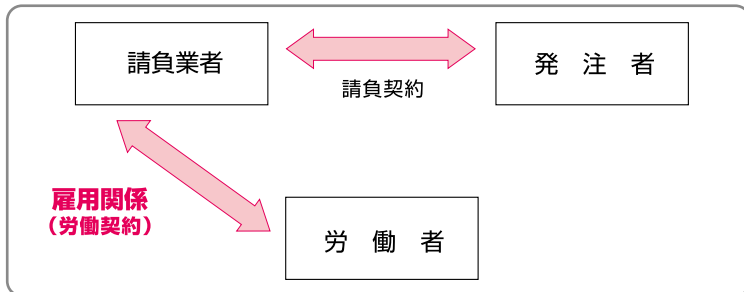 請負業者
発　注　者
請負契約
雇用関係
（労働契約）
労　働　者